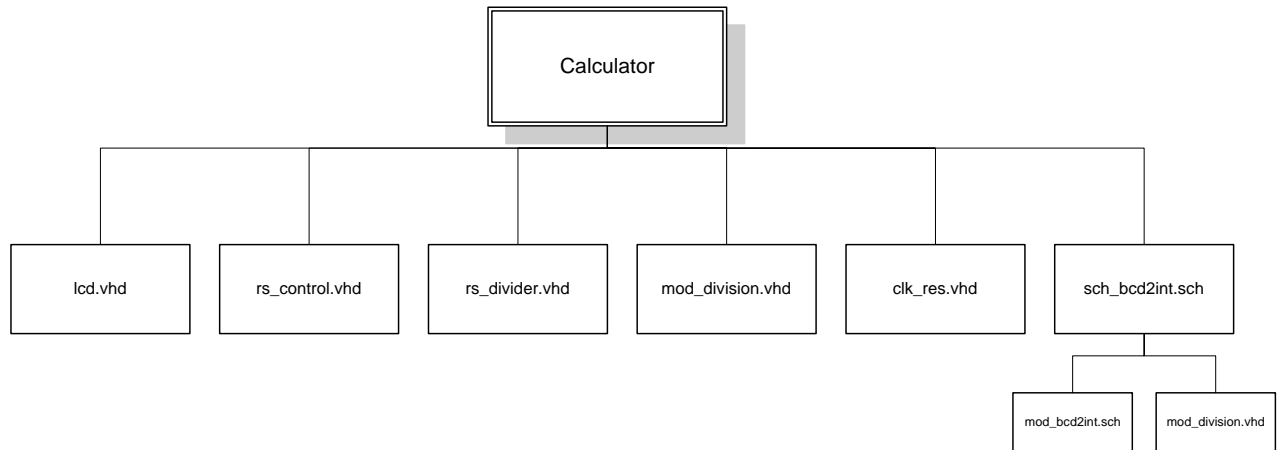 Calculator
lcd.vhd
rs_control.vhd
rs_divider.vhd
mod_division.vhd
clk_res.vhd
sch_bcd2int.sch
mod_bcd2int.sch
mod_division.vhd